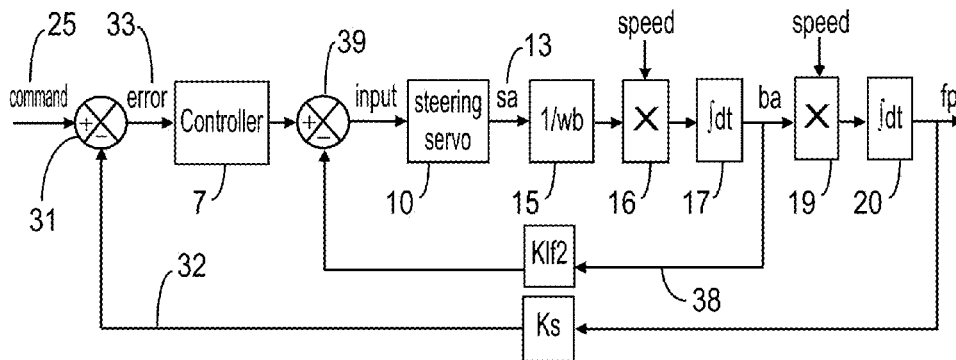 25
33
39
13
speed
speed
command
error
input
sa
ba
fp
+
−
Controller
+
−
steering
servo
1/wb
X
∫dt
X
∫dt
31
7
10
15
16
17
19
20
Klf2
32
38
Ks